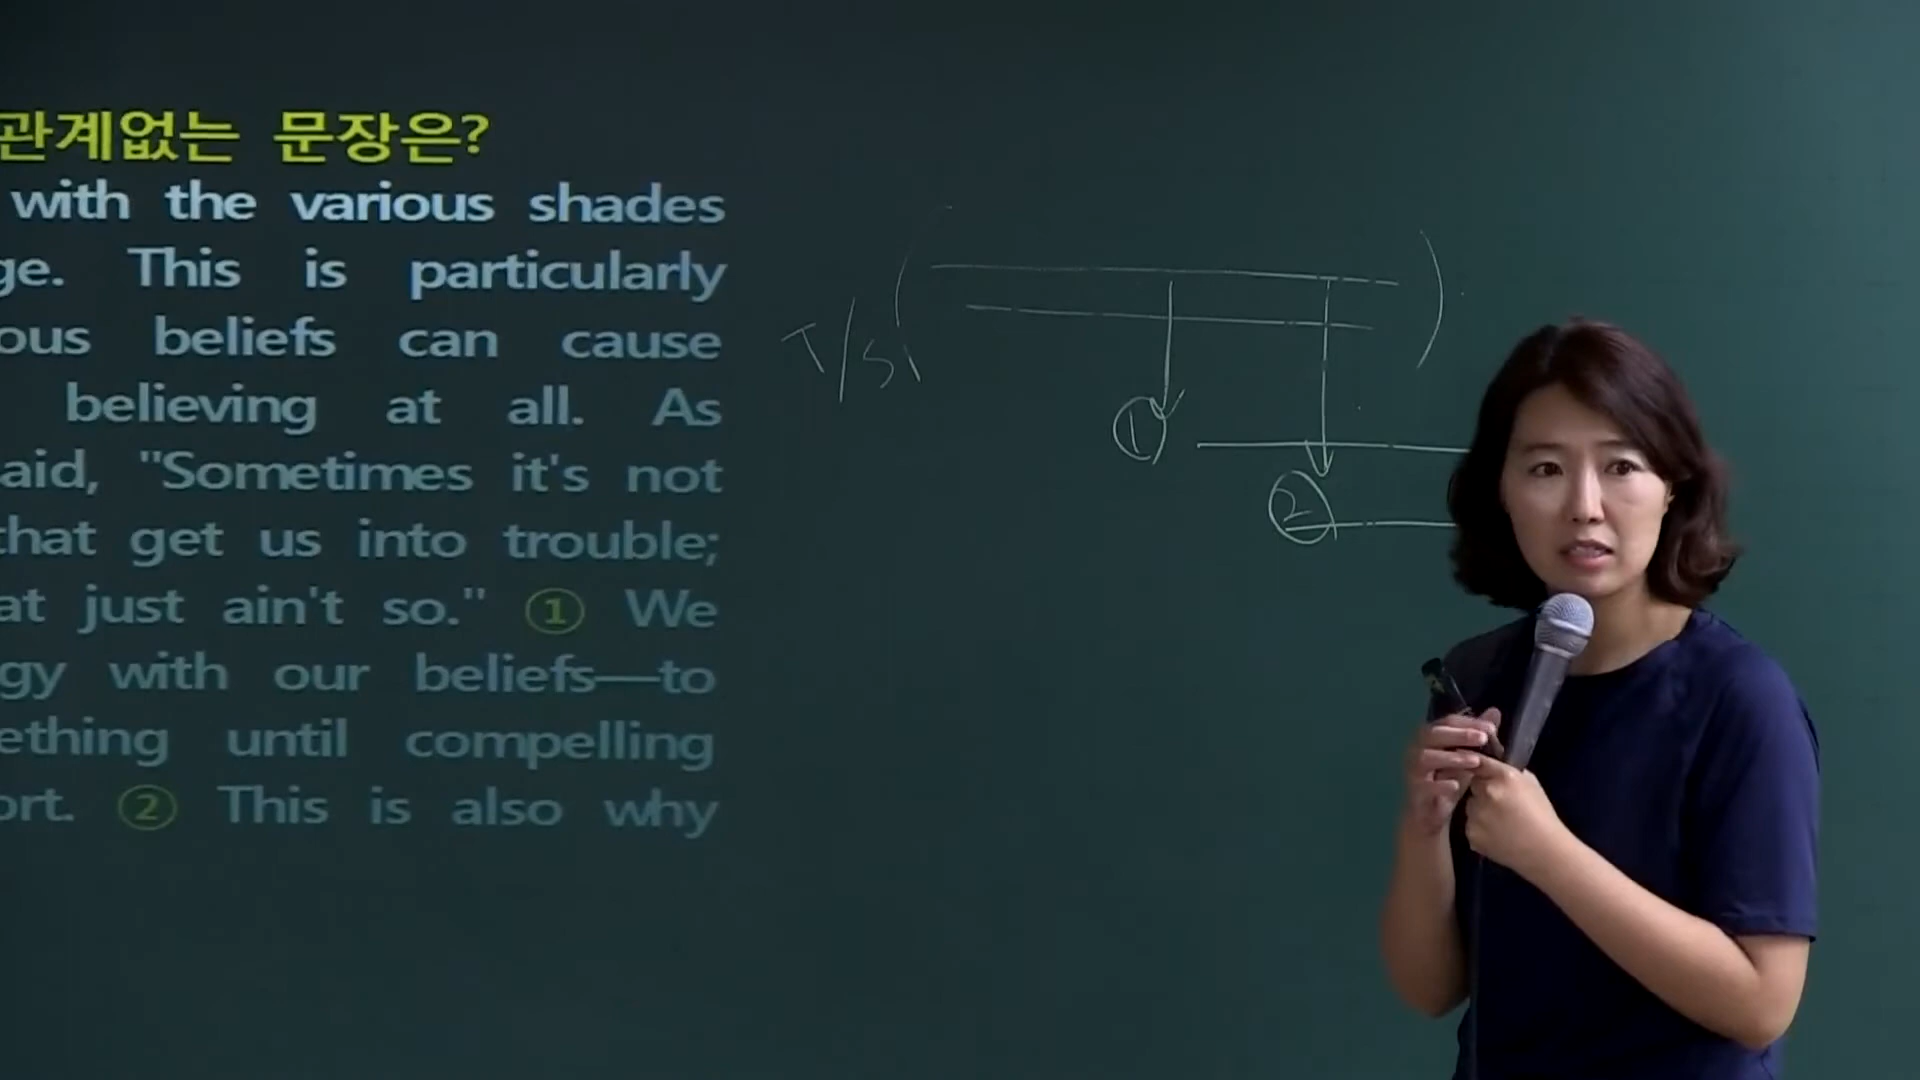 관계없는 문장은?
with the various shades
ge. This is particularly
ous beliefs can cause
believing at all. As
aid, "Sometimes it's not
that get us into trouble;
at just ain't so." ① We
gy with our beliefs—to
ething until compelling
ort. ② This is also why
T/S
①
②